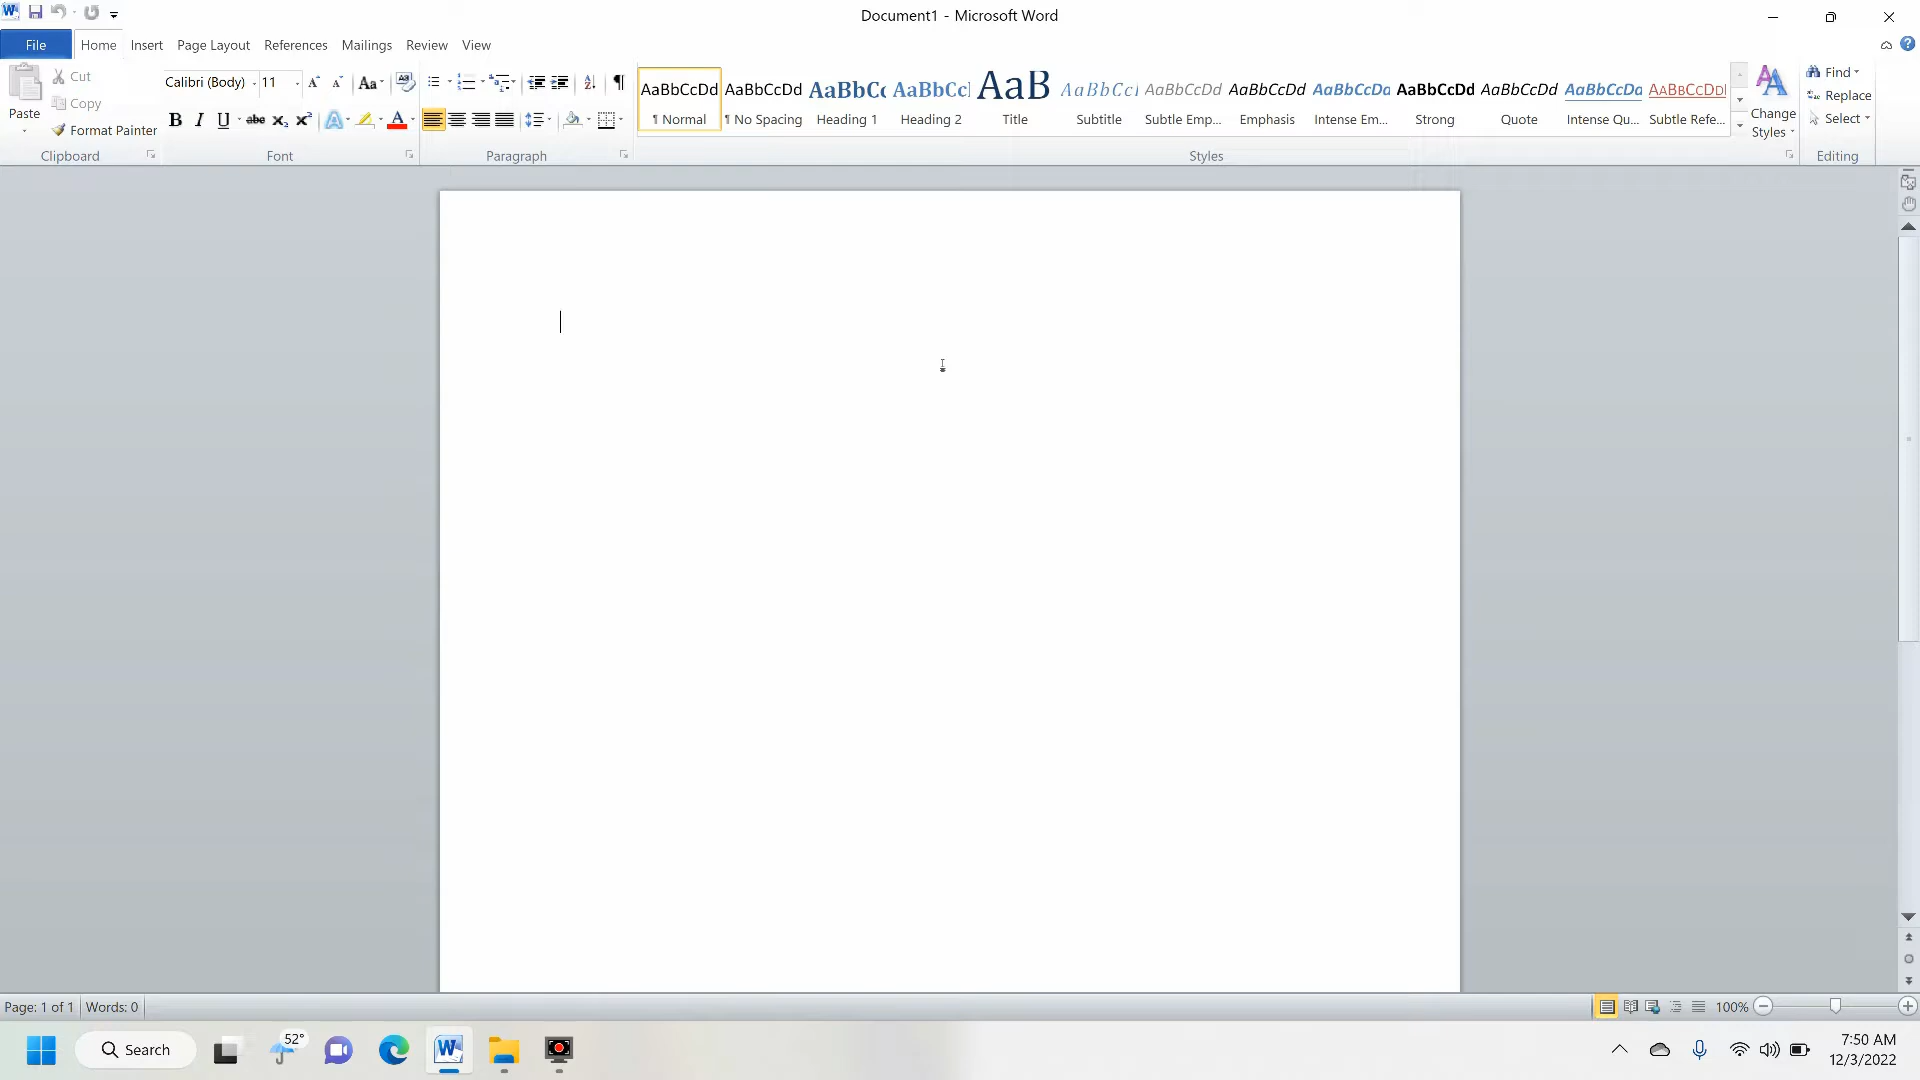 Document1 - Microsoft Word
File Home Insert Page Layout References Mailings Review View
Paste
Cut
Copy
Format Painter
Clipboard
Calibri (Body) 11
Font
Paragraph
AaBbCcDd AaBbCcDd AaBbCc AaBbCc AaB AaBbCc AaBbCcDd AaBbCcDd AaBbCcDd AaBbCcDd AaBbCcDd AaBbCcDd AaBbCcDd
¶ Normal ¶ No Spacing Heading 1 Heading 2 Title Subtitle Subtle Emp... Emphasis Intense Em... Strong Quote Intense Qu... Subtle Refe...
Styles
Change
Styles
Find
Replace
Select
Editing
Page: 1 of 1 Words: 0 100%
Search 52° 7:50 AM
12/3/2022